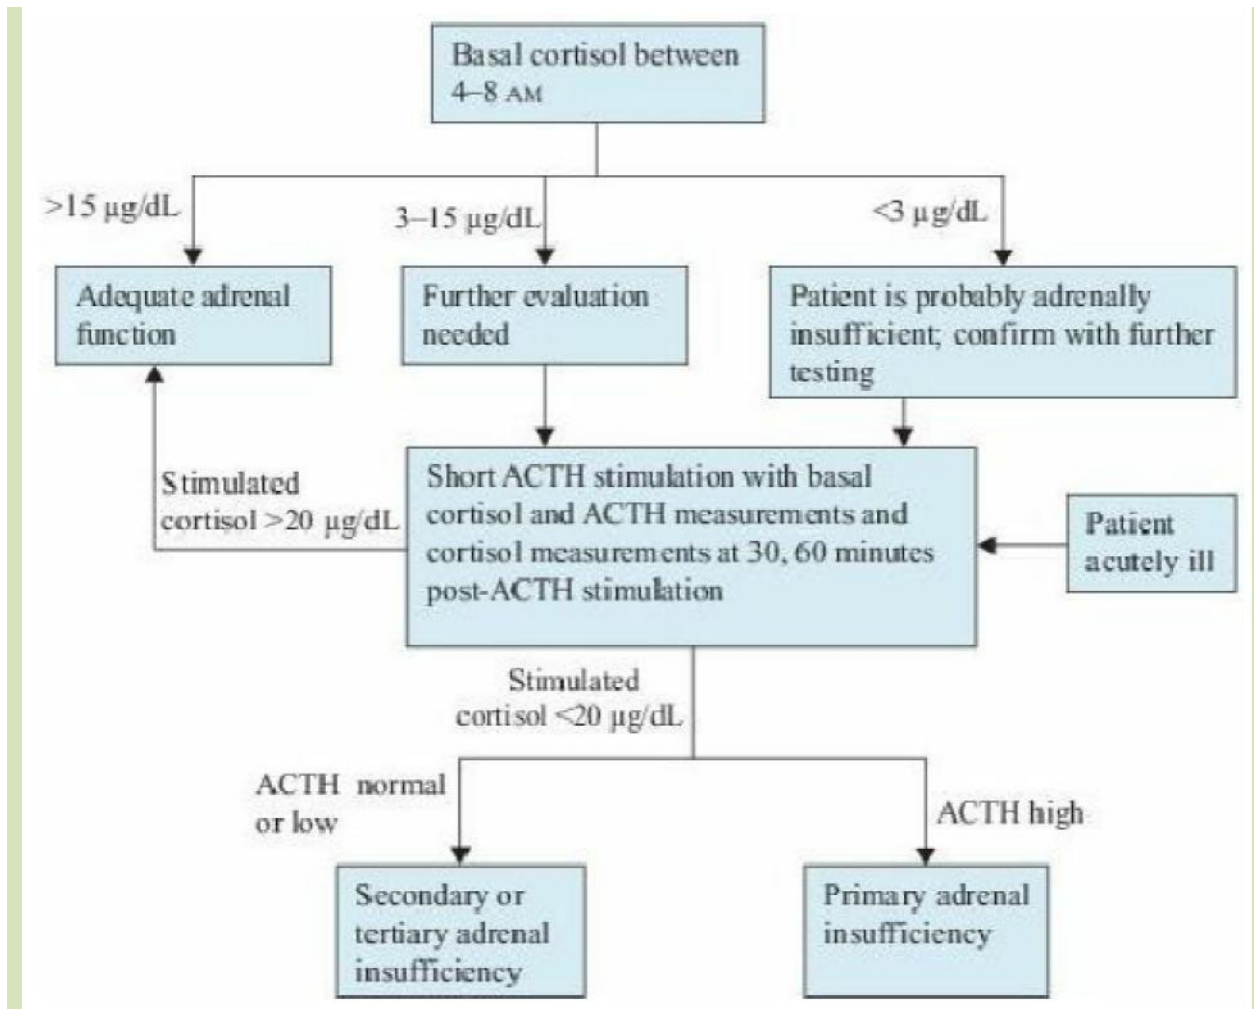 Basal cortisol between
4–8 AM
>15 µg/dL
3–15 µg/dL
<3 µg/dL
Adequate adrenal
function
Further evaluation
needed
Patient is probably adrenally
insufficient; confirm with further
testing
Stimulated
cortisol >20 µg/dL
Short ACTH stimulation with basal
cortisol and ACTH measurements and
cortisol measurements at 30, 60 minutes
post-ACTH stimulation
Patient
acutely ill
Stimulated
cortisol <20 µg/dL
ACTH normal
or low
ACTH high
Secondary or
tertiary adrenal
insufficiency
Primary adrenal
insufficiency